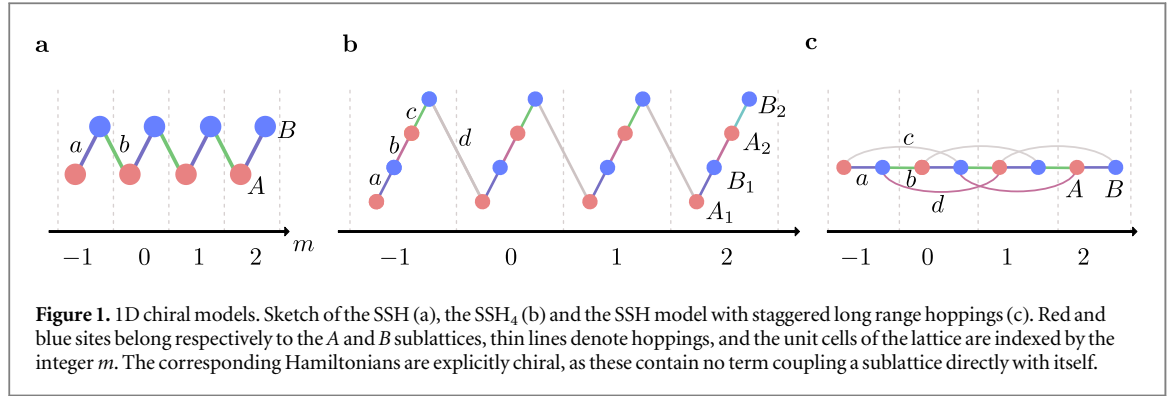 a b c
a b B A
−1 0 1 2 m
a b c d B₂ A₂ B₁ A₁
−1 0 1 2
c a b d A B
−1 0 1 2
Figure 1. 1D chiral models. Sketch of the SSH (a), the SSH₄ (b) and the SSH model with staggered long range hoppings (c). Red and
blue sites belong respectively to the A and B sublattices, thin lines denote hoppings, and the unit cells of the lattice are indexed by the
integer m. The corresponding Hamiltonians are explicitly chiral, as these contain no term coupling a sublattice directly with itself.